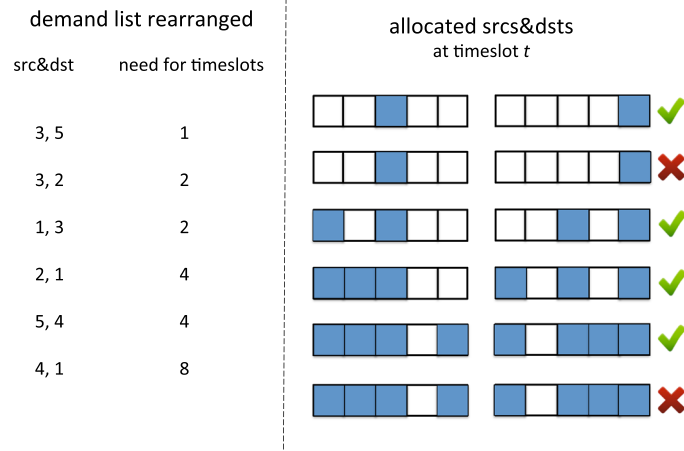 demand list rearranged
src&dst need for timeslots
3, 5 1
3, 2 2
1, 3 2
2, 1 4
5, 4 4
4, 1 8
allocated srcs&dsts
at timeslot t